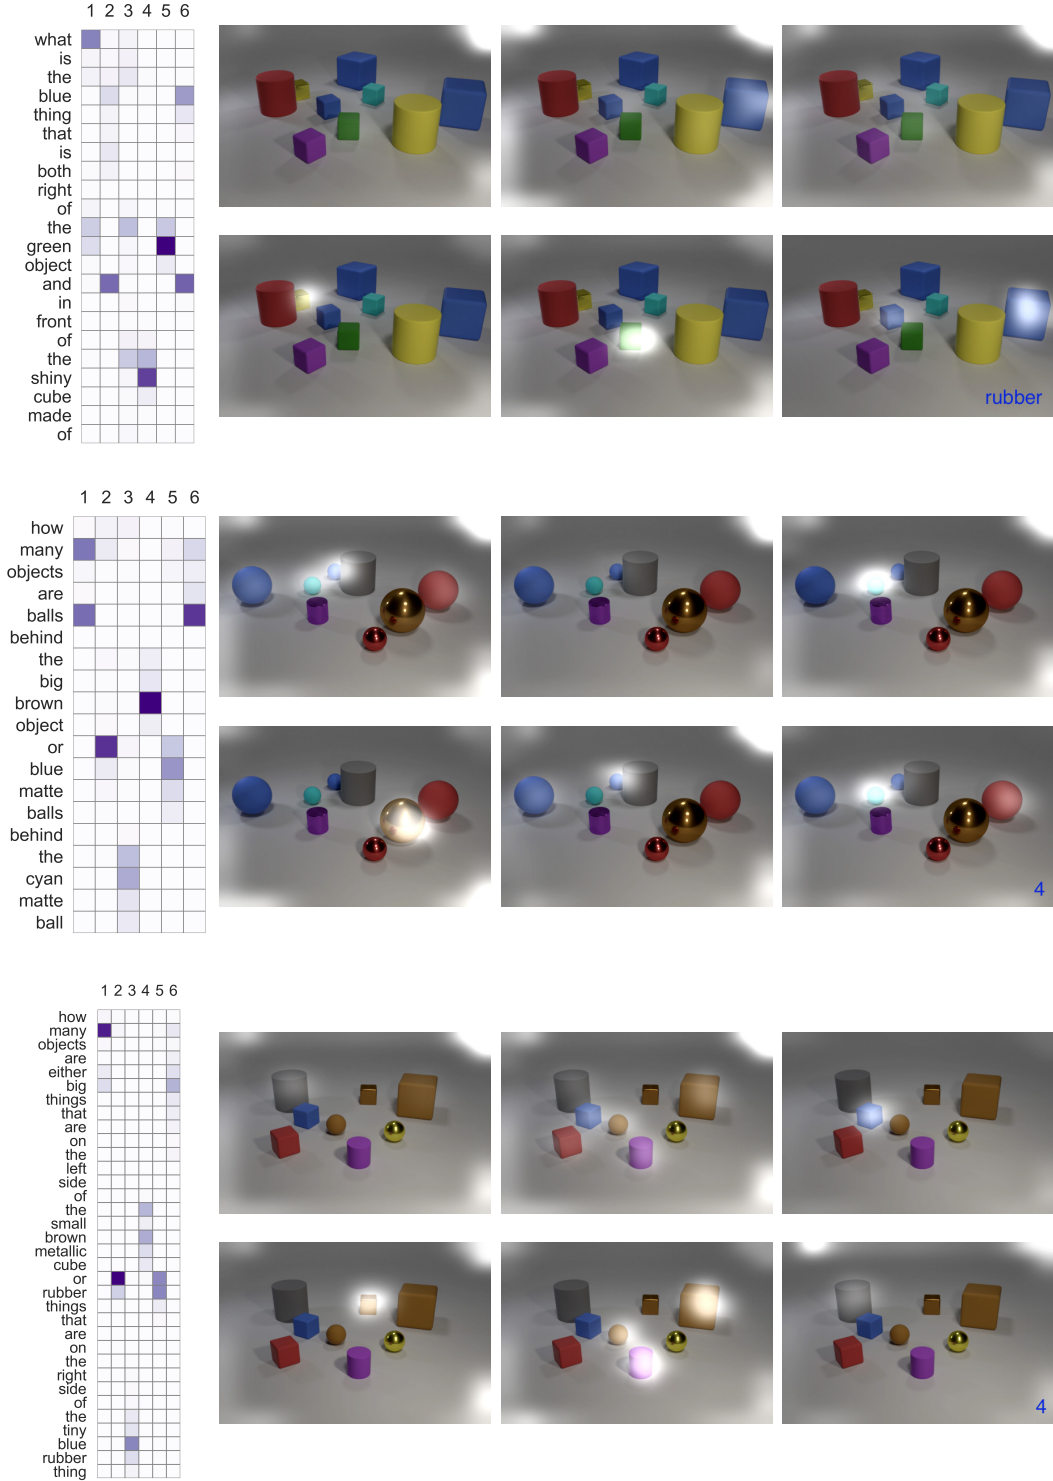 1 2 3 4 5 6
what
is
the
blue
thing
that
is
both
right
of
the
green
object
and
in
front
of
the
shiny
cube
made
of
rubber
1 2 3 4 5 6
how
many
objects
are
balls
behind
the
big
brown
object
or
blue
matte
balls
behind
the
cyan
matte
ball
4
1 2 3 4 5 6
how
many
objects
are
either
big
things
that
are
on
the
left
side
of
the
small
brown
metallic
cube
or
rubber
things
that
are
on
the
right
side
of
the
tiny
blue
rubber
thing
4